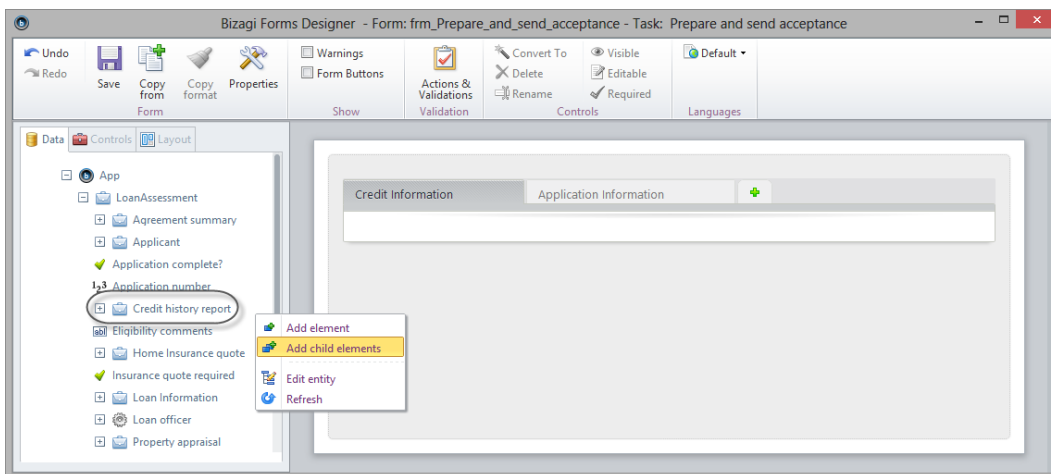 Bizagi Forms Designer - Form: frm_Prepare_and_send_acceptance - Task: Prepare and send acceptance
Undo
Redo
Save
Copy from
Copy format
Properties
Form
Warnings
Form Buttons
Show
Actions & Validations
Validation
Convert To
Delete
Rename
Visible
Editable
Required
Controls
Default
Languages
Data
Controls
Layout
App
LoanAssessment
Agreement summary
Applicant
Application complete?
123 Application number
Credit history report
abl Eligibility comments
Home Insurance quote
Insurance quote required
Loan Information
Loan officer
Property appraisal
Add element
Add child elements
Edit entity
Refresh
Credit Information
Application Information